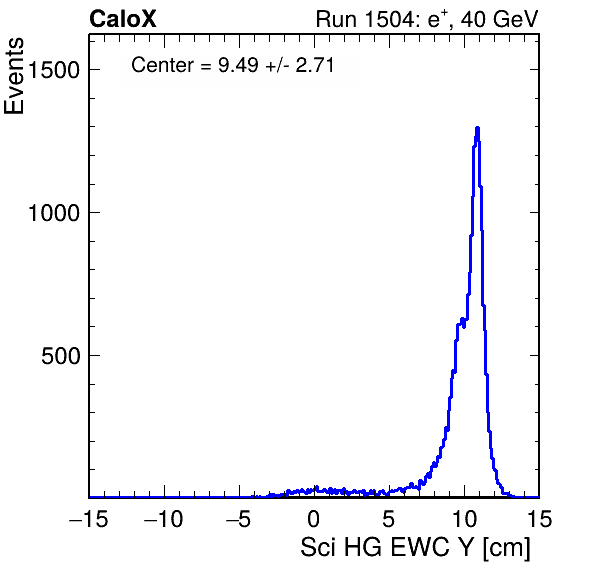 CaloX Run 1504: e⁺, 40 GeV
Events
Center = 9.49 +/- 2.71
1500
1000
500
−15 −10 −5 0 5 10 15
Sci HG EWC Y [cm]